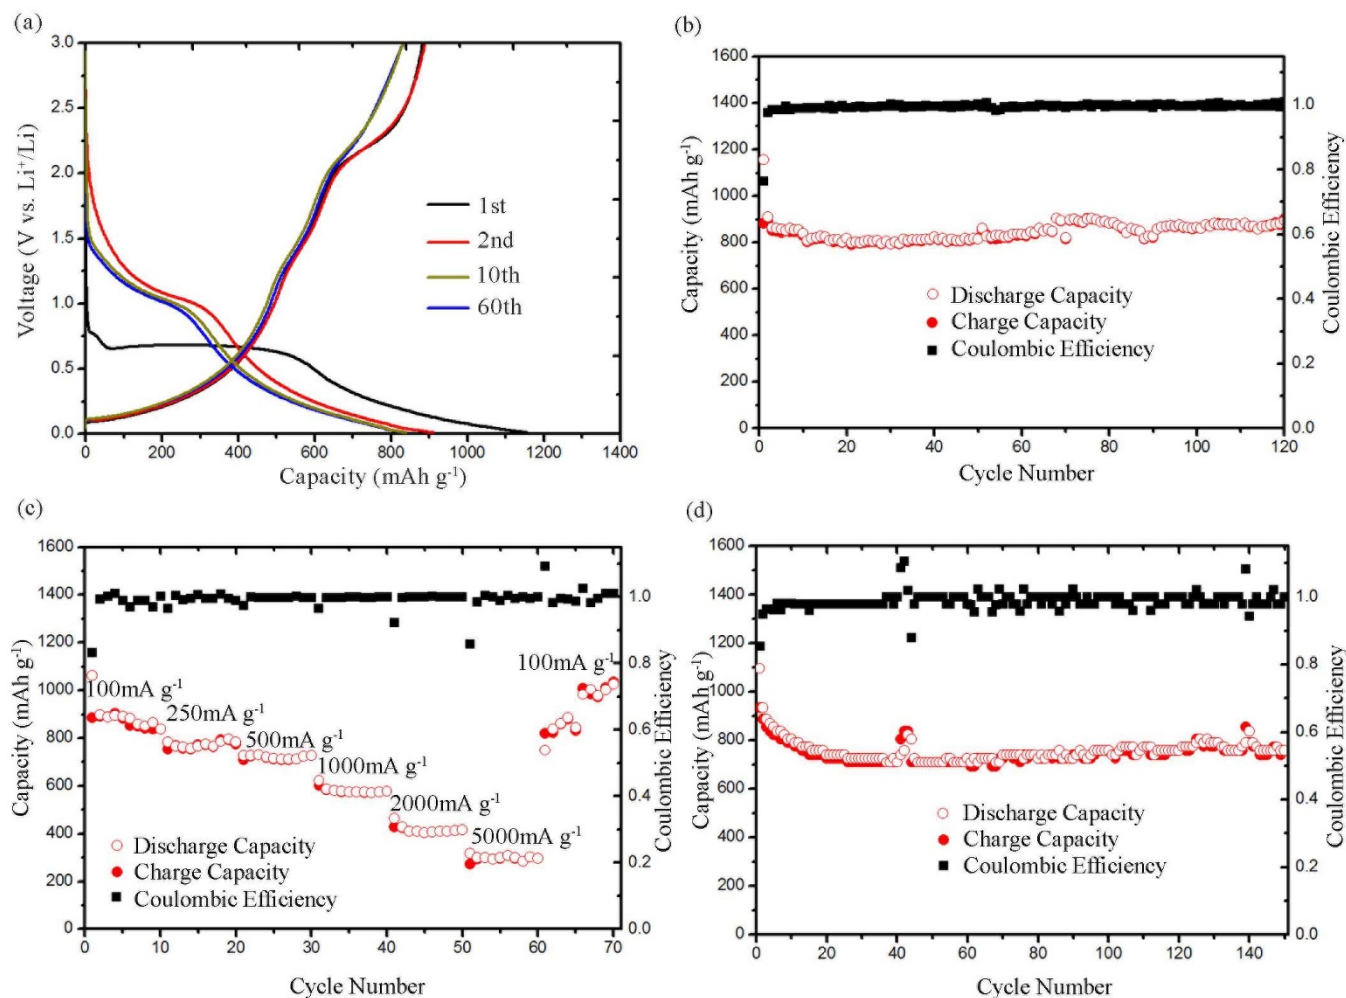 (a)
3.0
2.5
2.0
1.5
1.0
0.5
0.0
Voltage (V vs. Li⁺/Li)
1st
2nd
10th
60th
200 400 600 800 1000 1200 1400
Capacity (mAh g⁻¹)
(b)
1600
1400
1200
1000
800
600
400
200
0
Capacity (mAh g⁻¹)
Discharge Capacity
Charge Capacity
Coulombic Efficiency
1.0
0.8
0.6
0.4
0.2
0.0
Coulombic Efficiency
0 20 40 60 80 100 120
Cycle Number
(c)
1600
1400
1200
1000
800
600
400
200
0
Capacity (mAh g⁻¹)
100mA g⁻¹
250mA g⁻¹
500mA g⁻¹
1000mA g⁻¹
2000mA g⁻¹
5000mA g⁻¹
100mA g⁻¹
Discharge Capacity
Charge Capacity
Coulombic Efficiency
1.0
0.8
0.6
0.4
0.2
0.0
Coulombic Efficiency
0 10 20 30 40 50 60 70
Cycle Number
(d)
1600
1400
1200
1000
800
600
400
200
0
Capacity (mAh g⁻¹)
Discharge Capacity
Charge Capacity
Coulombic Efficiency
1.0
0.8
0.6
0.4
0.2
0.0
Coulombic Efficiency
0 20 40 60 80 100 120 140
Cycle Number